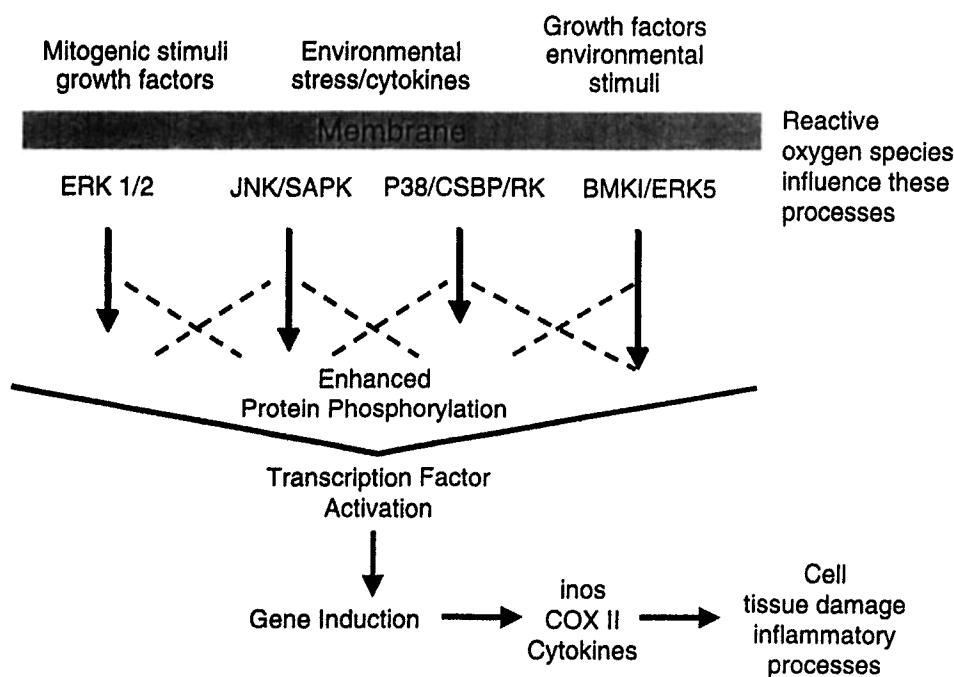 Mitogenic stimuli
growth factors
Environmental
stress/cytokines
Growth factors
environmental
stimuli
Membrane
Reactive
oxygen species
influence these
processes
ERK 1/2
JNK/SAPK
P38/CSBP/RK
BMKI/ERK5
Enhanced
Protein Phosphorylation
Transcription Factor
Activation
Gene Induction
inos
COX II
Cytokines
Cell
tissue damage
inflammatory
processes